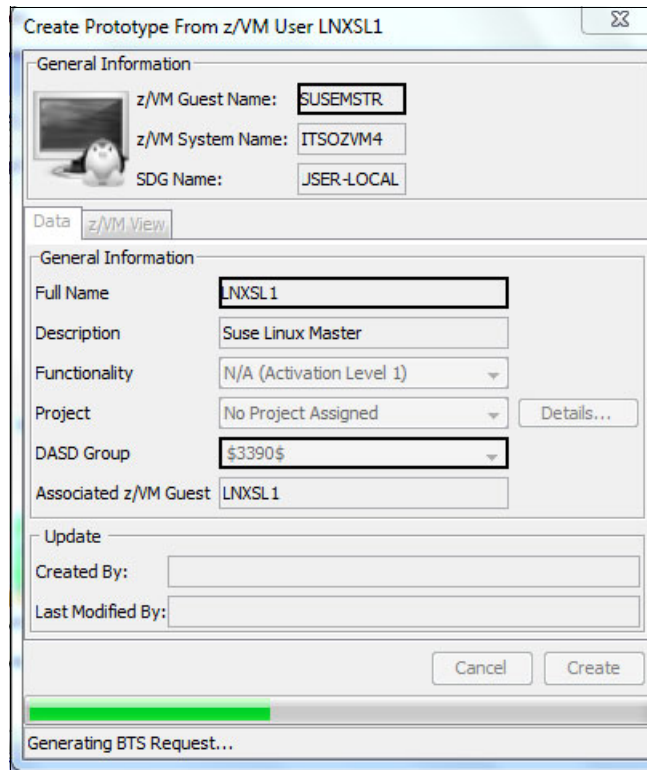 Create Prototype From z/VM User LNXSL1
General Information
z/VM Guest Name: SUSEMSTR
z/VM System Name: ITSOZVM4
SDG Name: JSER-LOCAL
Data z/VM View
General Information
Full Name LNXSL1
Description Suse Linux Master
Functionality N/A (Activation Level 1)
Project No Project Assigned Details...
DASD Group $3390$
Associated z/VM Guest LNXSL1
Update
Created By:
Last Modified By:
Cancel Create
Generating BTS Request...